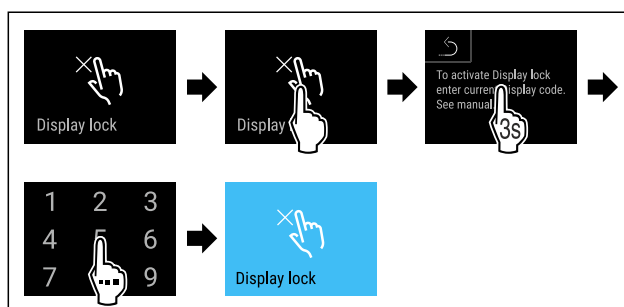 Display lock
Display
To activate Display lock
enter current display code.
See manual
3s
1 2 3
4 5 6
7 9
Display lock